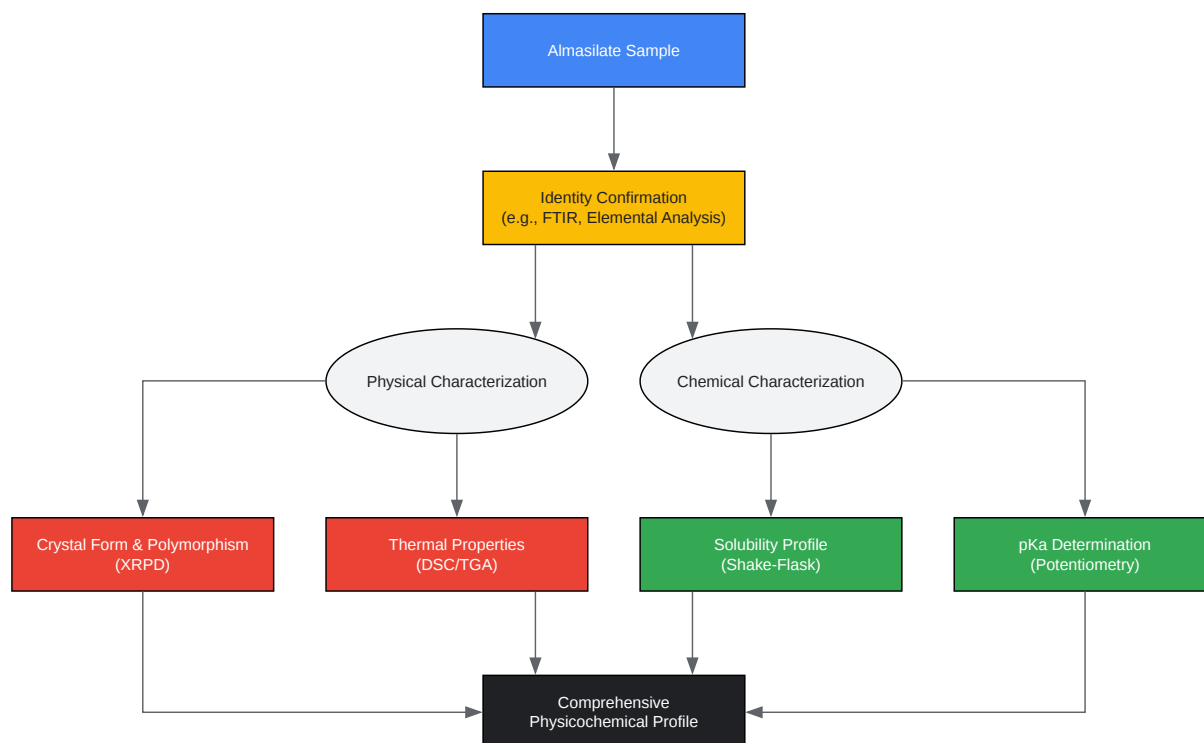 Almasilate Sample
Identity Confirmation
(e.g., FTIR, Elemental Analysis)
Physical Characterization
Chemical Characterization
Crystal Form & Polymorphism
(XRPD)
Thermal Properties
(DSC/TGA)
Solubility Profile
(Shake-Flask)
pKa Determination
(Potentiometry)
Comprehensive
Physicochemical Profile